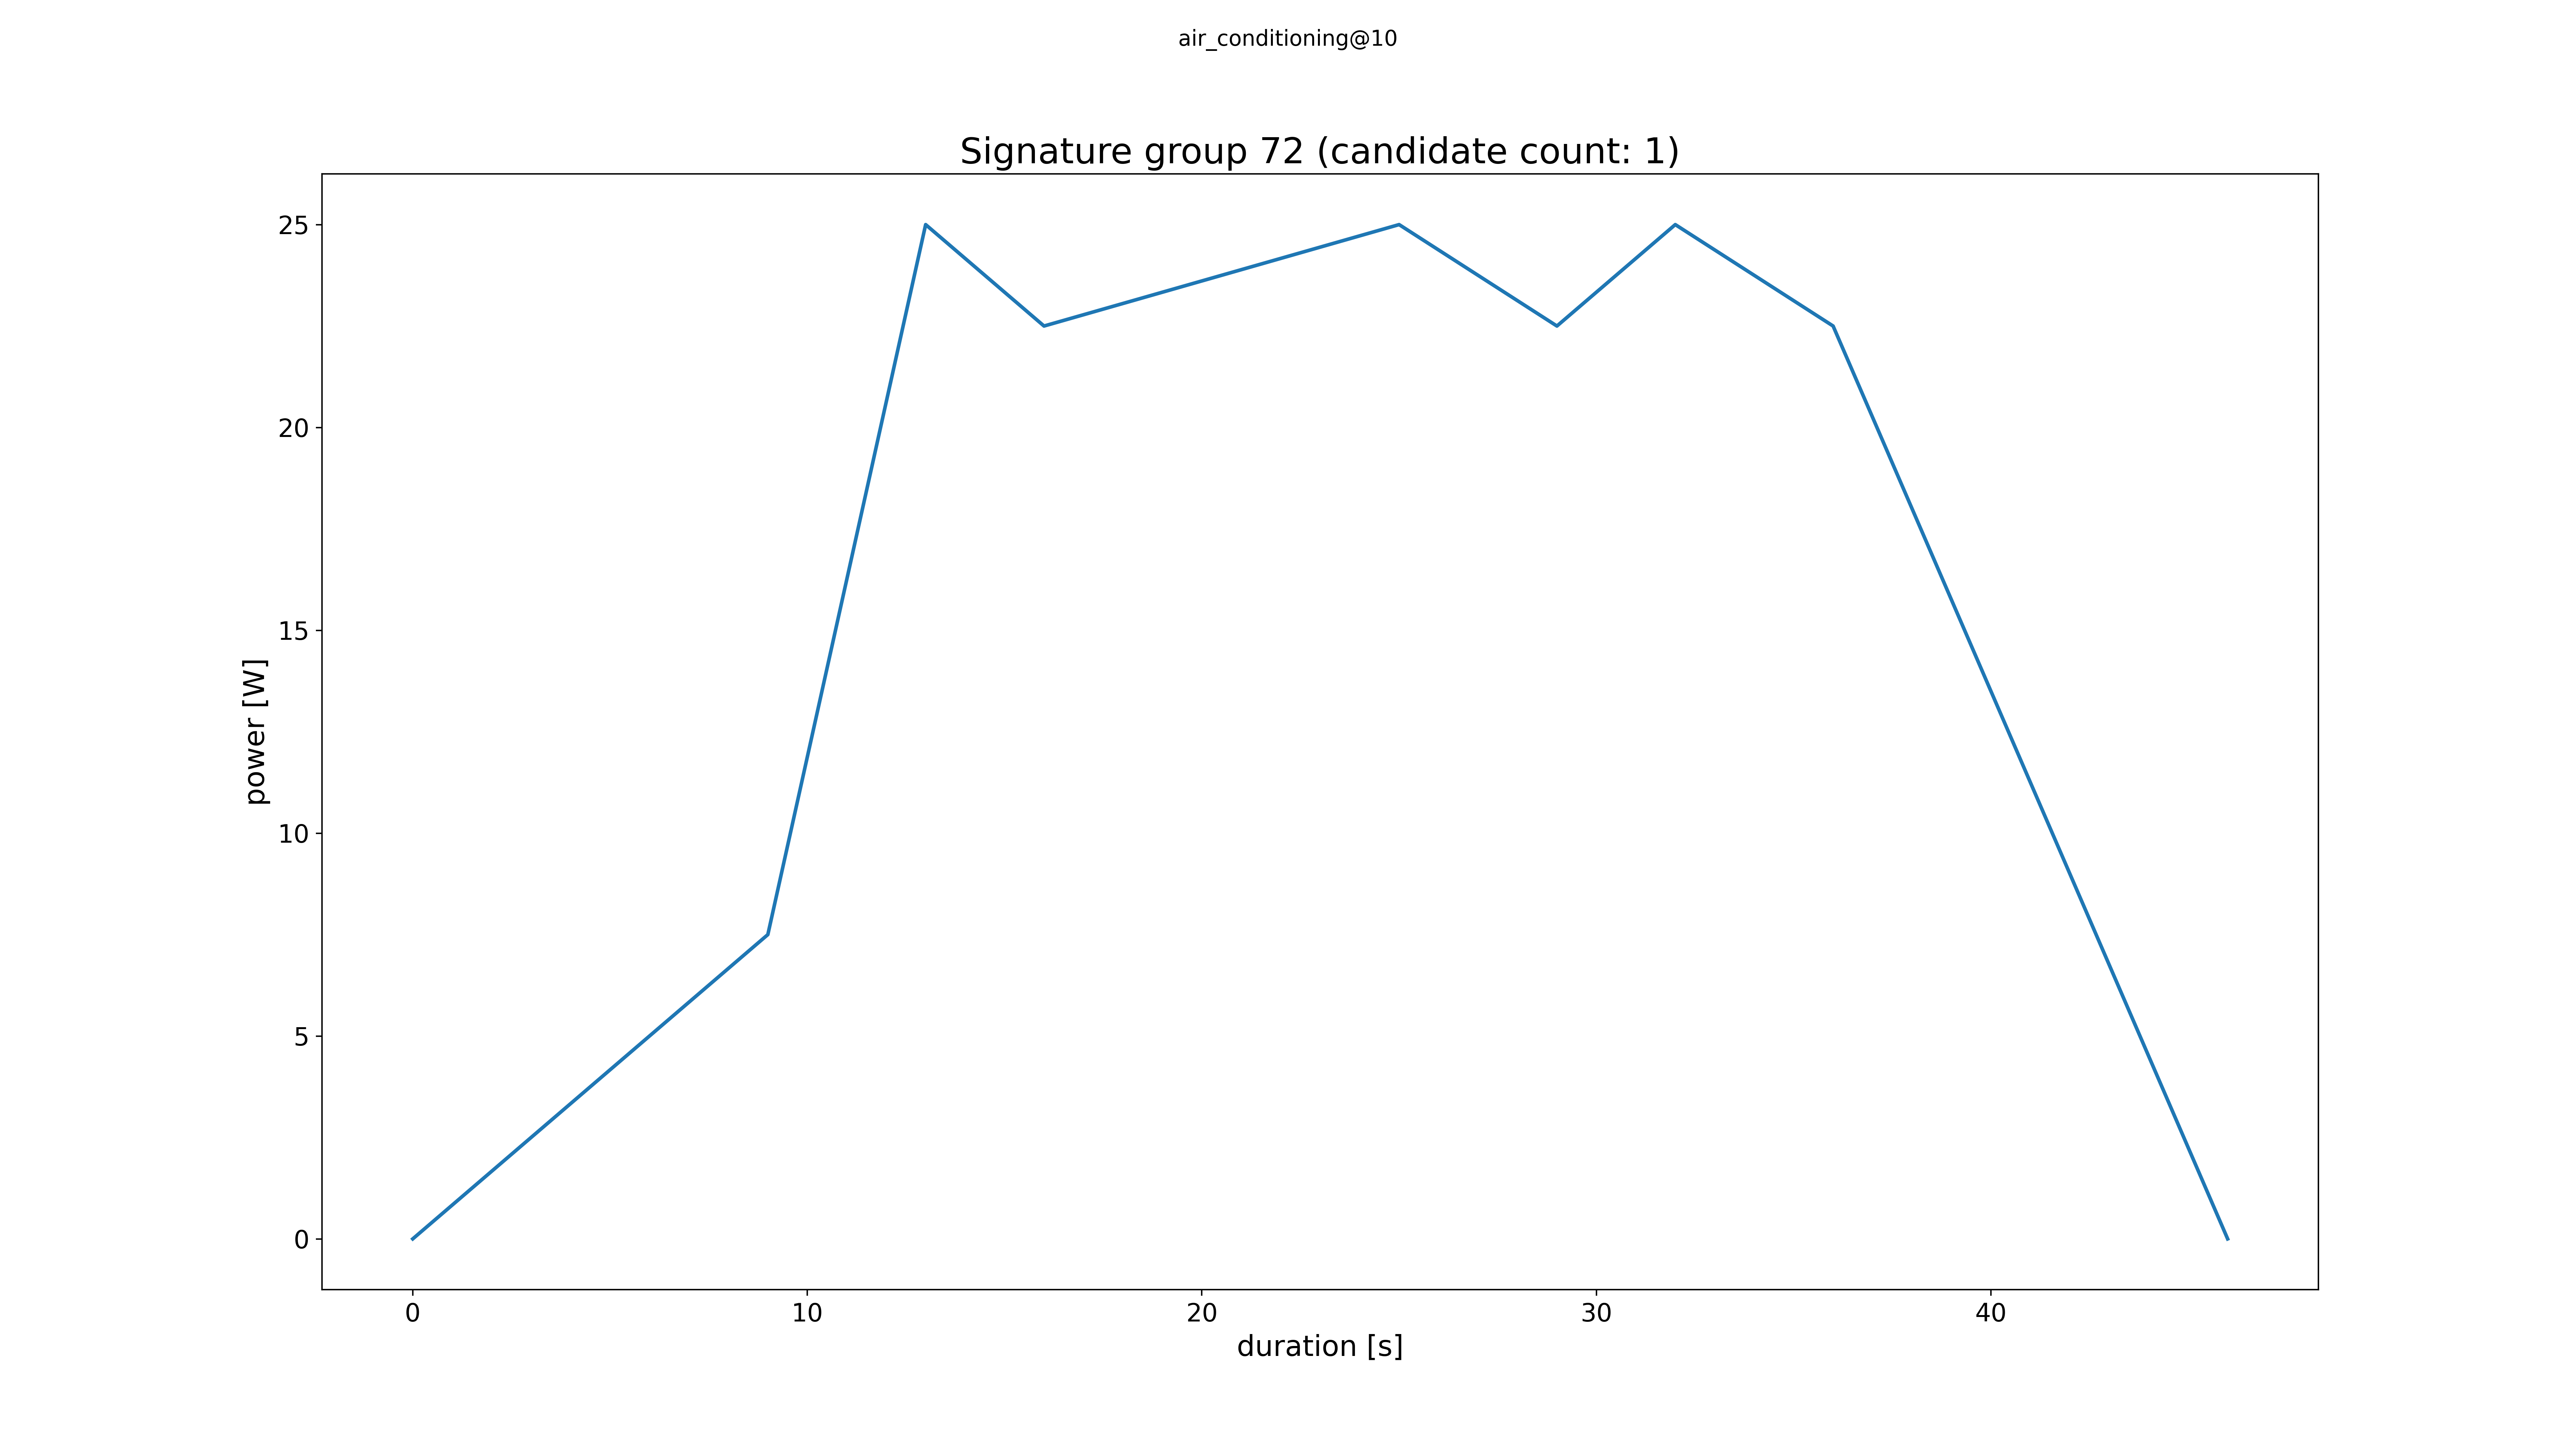 air_conditioning@10
Signature group 72 (candidate count: 1)
25
20
15
10
5
0
power [W]
0 10 20 30 40
duration [s]